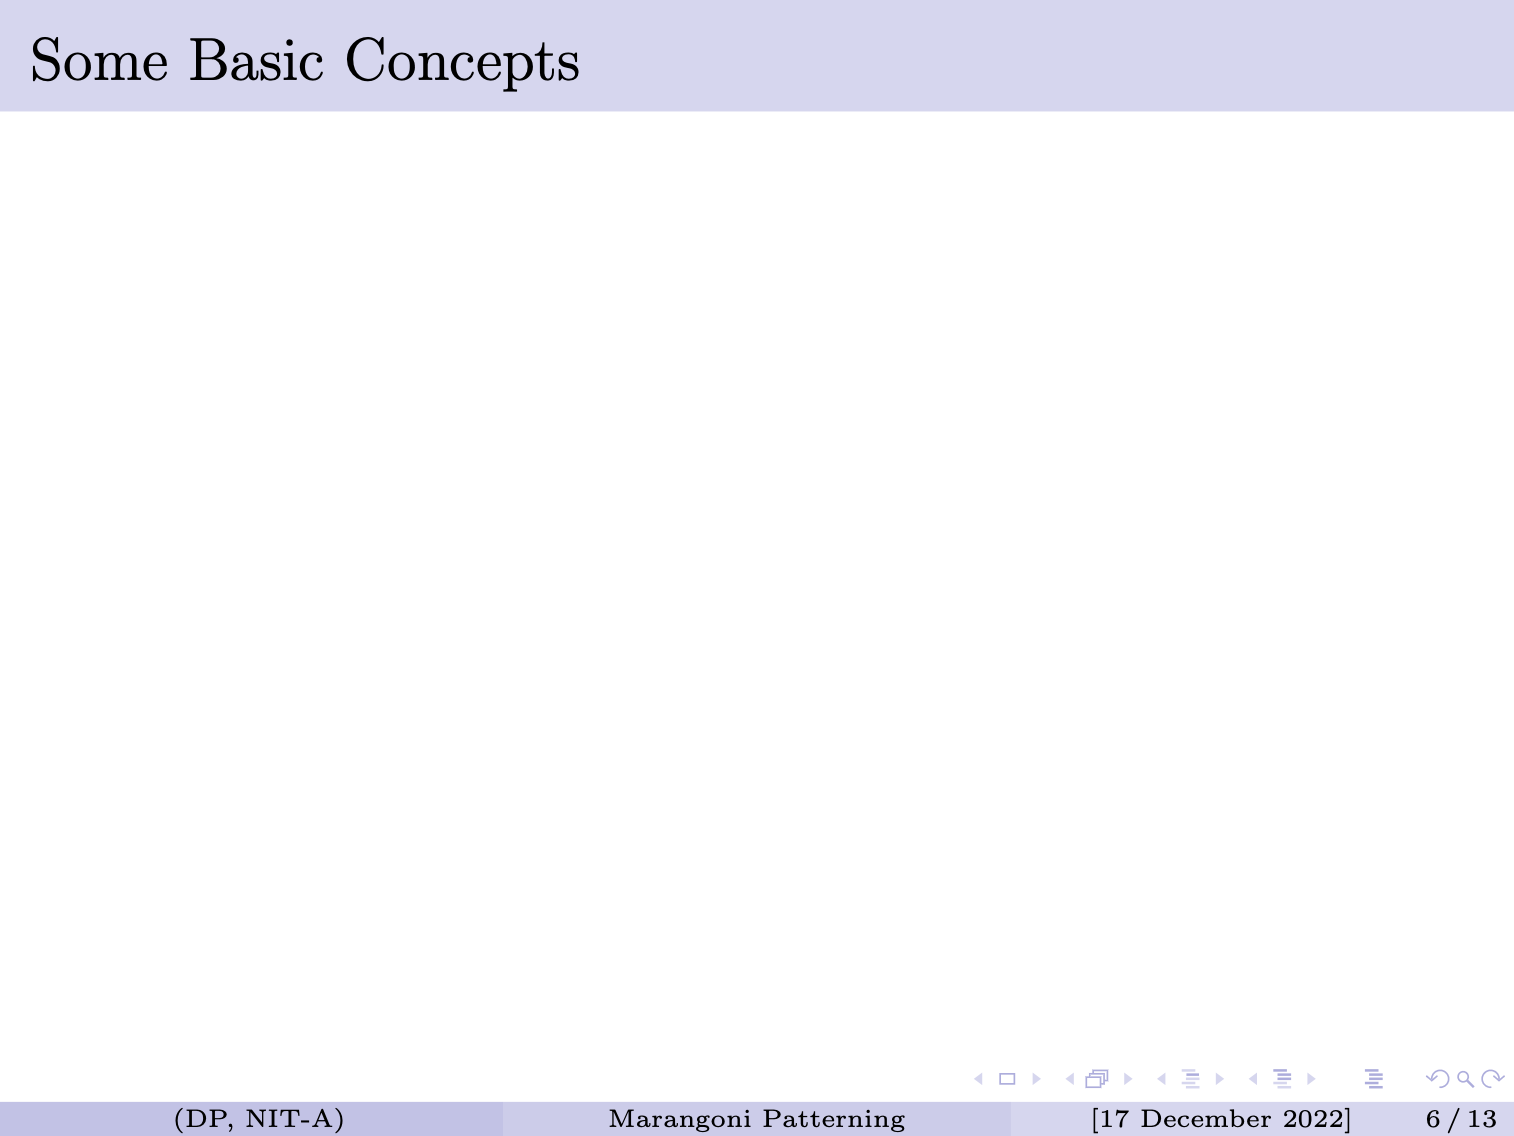 Some Basic Concepts
(DP, NIT-A) Marangoni Patterning [17 December 2022] 6 / 13